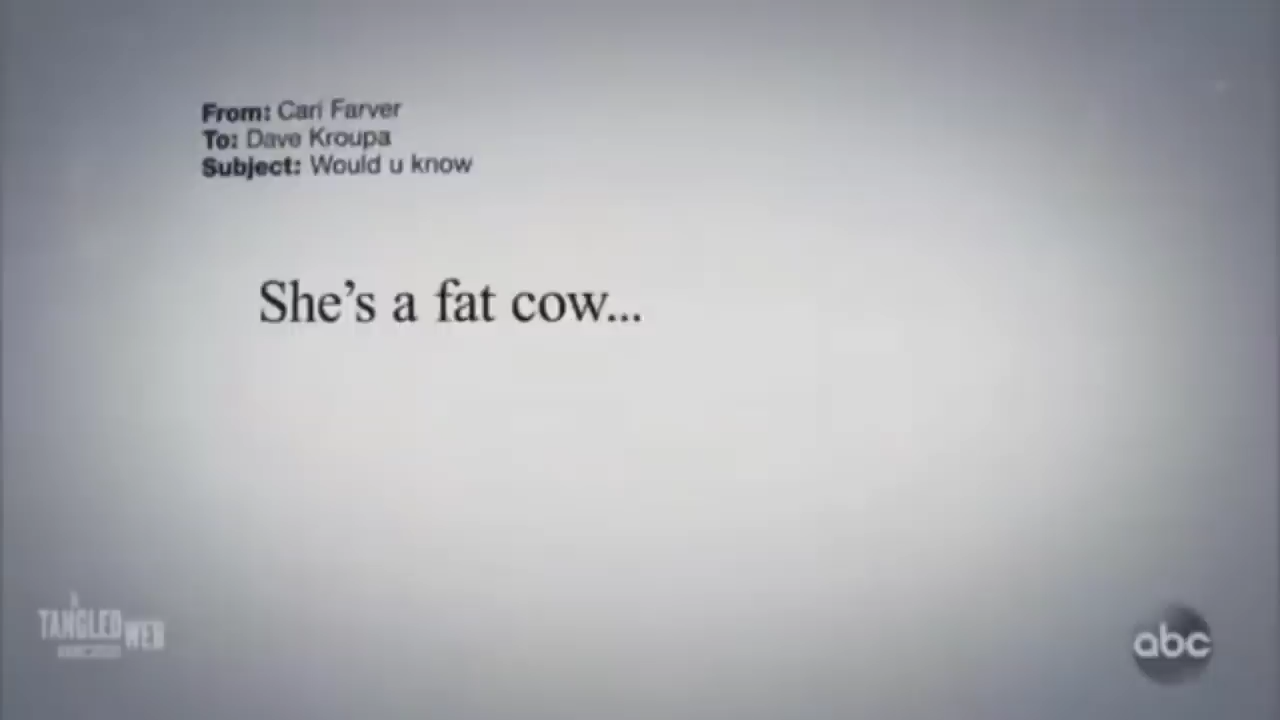 From: Cari Farver
To: Dave Kroupa
Subject: Would u know
She's a fat cow...
A
TANGLED WEB
abc